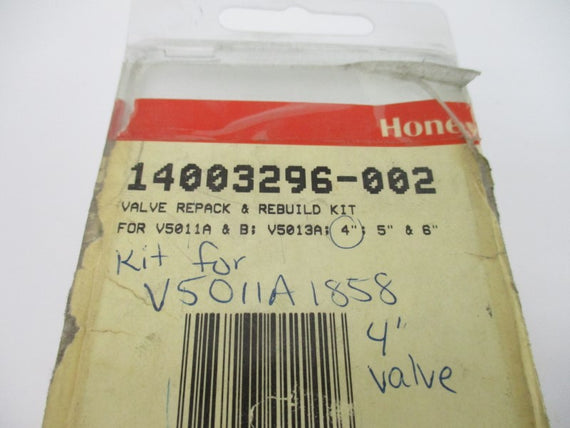 Honey
14003296-002
VALVE REPACK & REBUILD KIT
FOR V5011A & B; V5013A; 4"; 5" & 6"
Kit for
V5011A1858
4"
valve